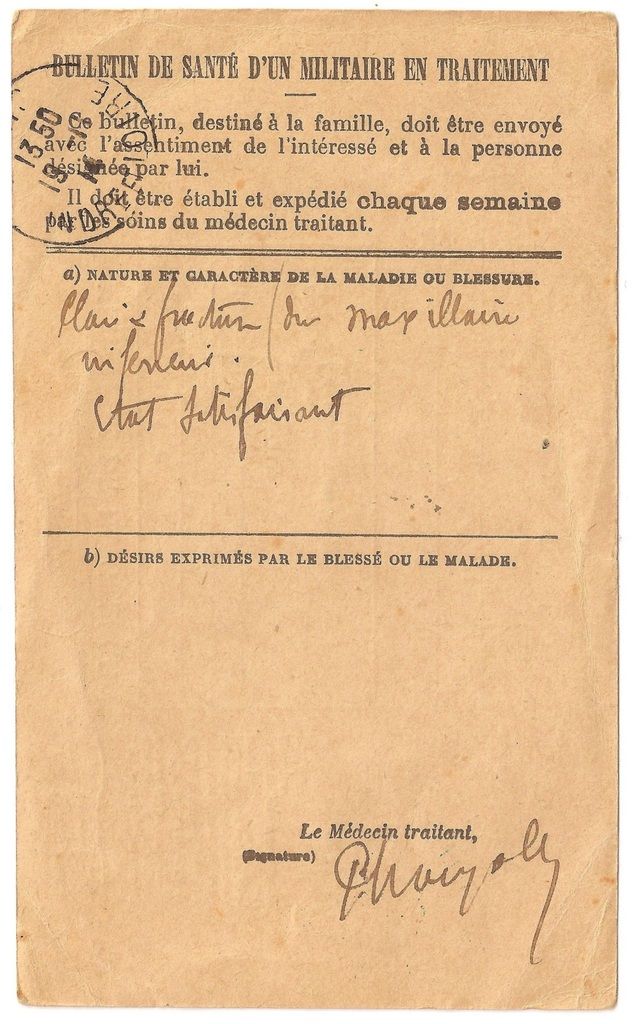 BULLETIN DE SANTÉ D'UN MILITAIRE EN TRAITEMENT
Ce bulletin, destiné à la famille, doit être envoyé
avec l'assentiment de l'intéressé et à la personne
désignée par lui.
Il doit être établi et expédié chaque semaine
par les soins du médecin traitant.
13 50
a) NATURE ET CARACTÈRE DE LA MALADIE OU BLESSURE.
Plaie & fracture du maxillaire
inférieur.
Etat satisfaisant
b) DÉSIRS EXPRIMÉS PAR LE BLESSÉ OU LE MALADE.
Le Médecin traitant,
(Signature)